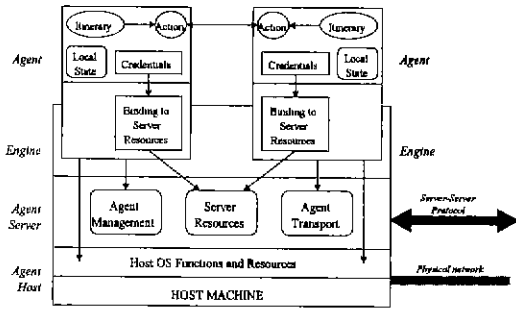 Itinerary
Action
Action
Itinerary
Agent
Local
State
Credentials
Credentials
Local
State
Agent
Binding to
Server
Resources
Binding to
Server
Resources
Engine
Engine
Agent
Server
Agent
Management
Server
Resources
Agent
Transport
Server-Server
Protocol
Host OS Functions and Resources
Physical network
Agent
Host
HOST MACHINE